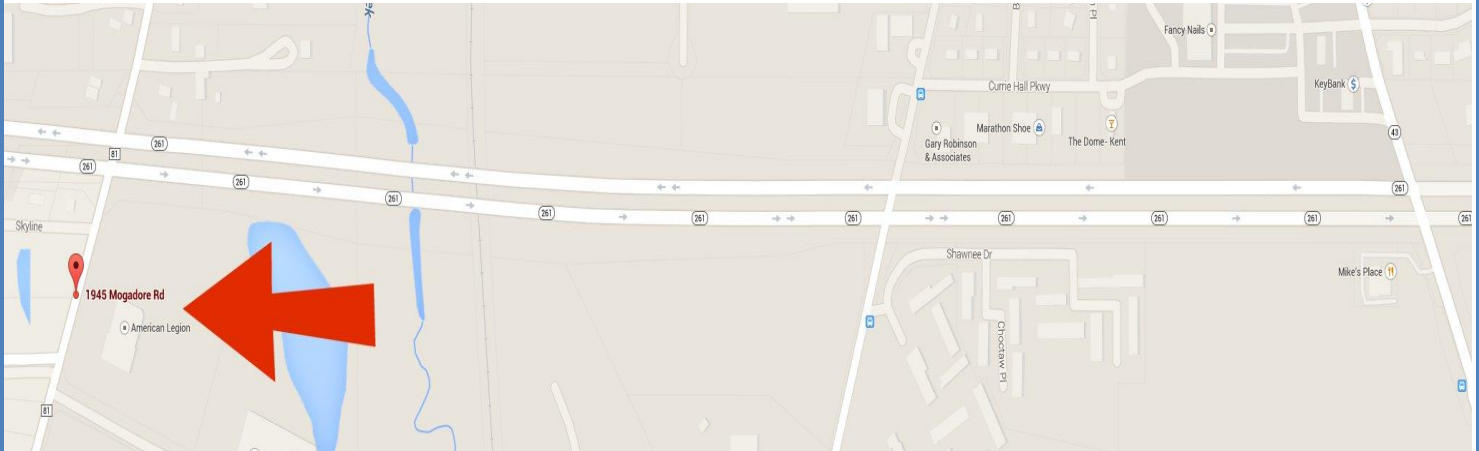 ek
B
n Pl
Fancy Nails
Currie Hall Pkwy
KeyBank
$
Marathon Shoe
The Dome- Kent
Gary Robinson
& Associates
43
81
261
261
261
261
261
261
261
261
261
261
261
261
Skyline
Shawnee Dr
Mike's Place
1945 Mogadore Rd
American Legion
Choctaw Pl
81